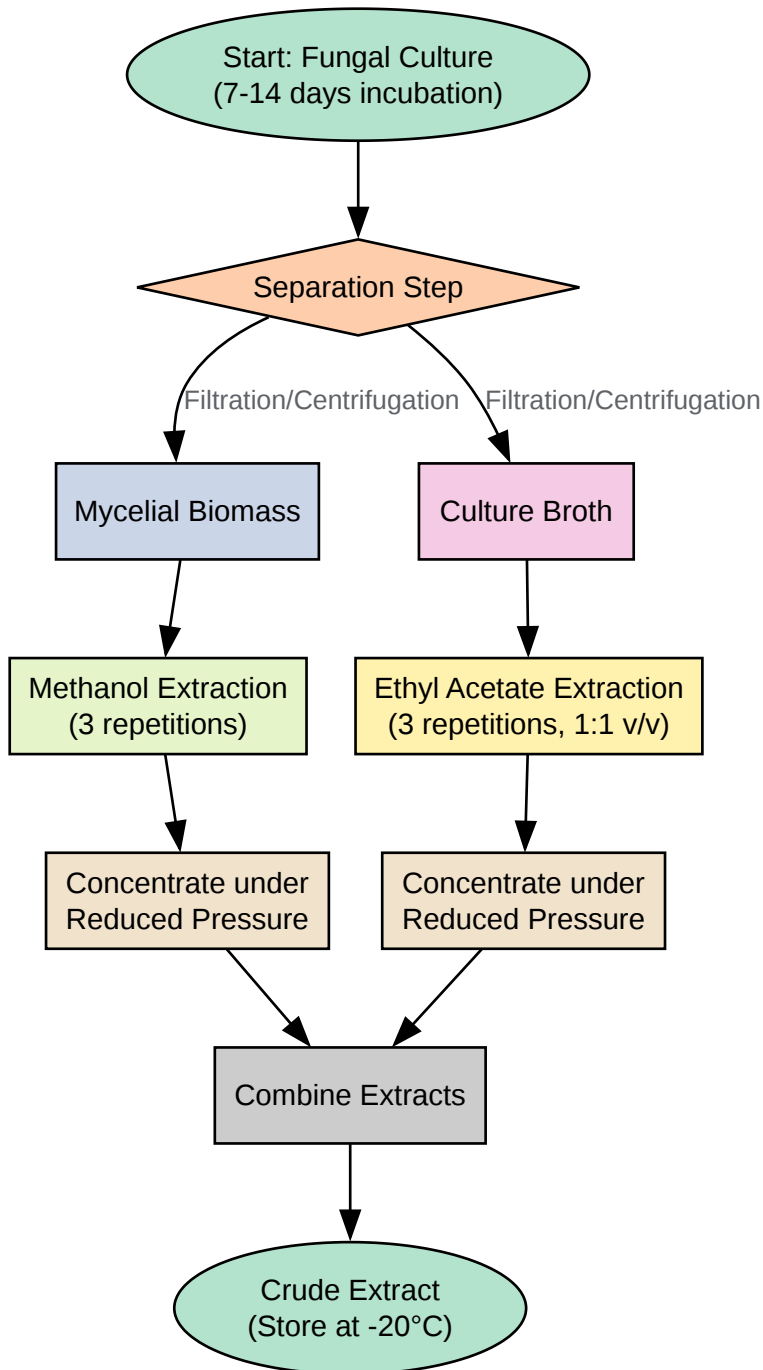 Start: Fungal Culture
(7-14 days incubation)
Separation Step
Filtration/Centrifugation
Filtration/Centrifugation
Mycelial Biomass
Culture Broth
Methanol Extraction
(3 repetitions)
Ethyl Acetate Extraction
(3 repetitions, 1:1 v/v)
Concentrate under
Reduced Pressure
Concentrate under
Reduced Pressure
Combine Extracts
Crude Extract
(Store at -20°C)